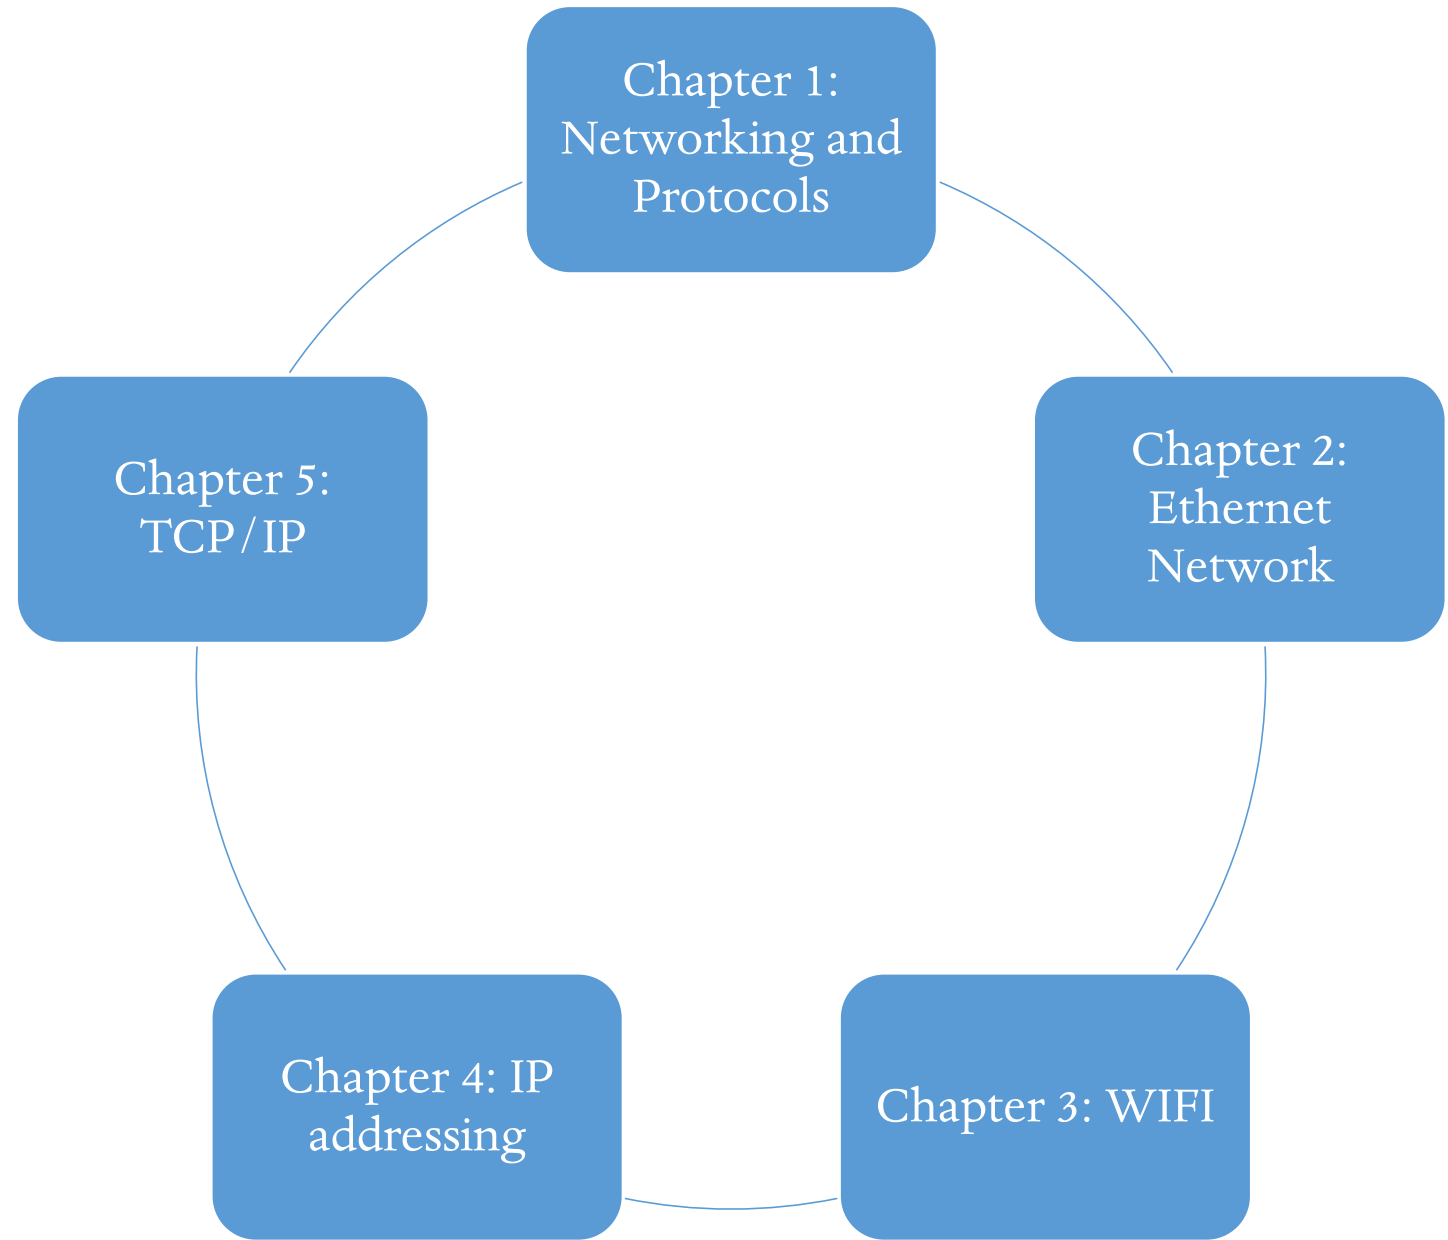 Chapter 1:
Networking and
Protocols
Chapter 2:
Ethernet
Network
Chapter 3: WIFI
Chapter 4: IP
addressing
Chapter 5:
TCP/IP